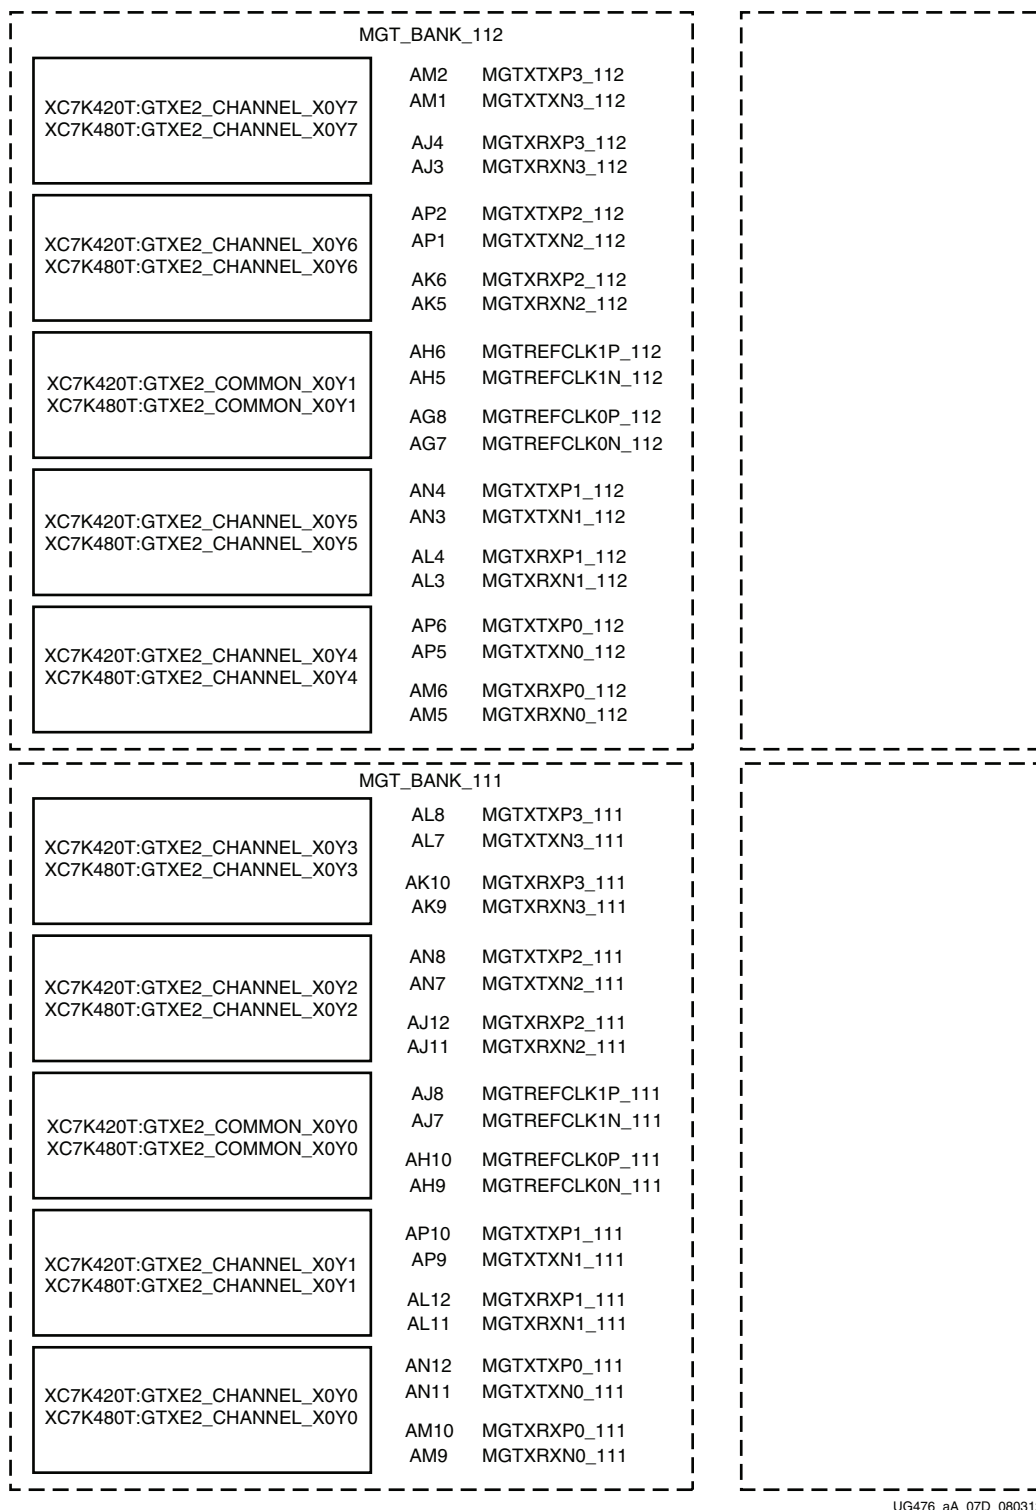 MGT_BANK_112
XC7K420T:GTXE2_CHANNEL_X0Y7
XC7K480T:GTXE2_CHANNEL_X0Y7
AM2 MGTXTXP3_112
AM1 MGTXTXN3_112
AJ4 MGTXRXP3_112
AJ3 MGTXRXN3_112
XC7K420T:GTXE2_CHANNEL_X0Y6
XC7K480T:GTXE2_CHANNEL_X0Y6
AP2 MGTXTXP2_112
AP1 MGTXTXN2_112
AK6 MGTXRXP2_112
AK5 MGTXRXN2_112
XC7K420T:GTXE2_COMMON_X0Y1
XC7K480T:GTXE2_COMMON_X0Y1
AH6 MGTREFCLK1P_112
AH5 MGTREFCLK1N_112
AG8 MGTREFCLK0P_112
AG7 MGTREFCLK0N_112
XC7K420T:GTXE2_CHANNEL_X0Y5
XC7K480T:GTXE2_CHANNEL_X0Y5
AN4 MGTXTXP1_112
AN3 MGTXTXN1_112
AL4 MGTXRXP1_112
AL3 MGTXRXN1_112
XC7K420T:GTXE2_CHANNEL_X0Y4
XC7K480T:GTXE2_CHANNEL_X0Y4
AP6 MGTXTXP0_112
AP5 MGTXTXN0_112
AM6 MGTXRXP0_112
AM5 MGTXRXN0_112
MGT_BANK_111
XC7K420T:GTXE2_CHANNEL_X0Y3
XC7K480T:GTXE2_CHANNEL_X0Y3
AL8 MGTXTXP3_111
AL7 MGTXTXN3_111
AK10 MGTXRXP3_111
AK9 MGTXRXN3_111
XC7K420T:GTXE2_CHANNEL_X0Y2
XC7K480T:GTXE2_CHANNEL_X0Y2
AN8 MGTXTXP2_111
AN7 MGTXTXN2_111
AJ12 MGTXRXP2_111
AJ11 MGTXRXN2_111
XC7K420T:GTXE2_COMMON_X0Y0
XC7K480T:GTXE2_COMMON_X0Y0
AJ8 MGTREFCLK1P_111
AJ7 MGTREFCLK1N_111
AH10 MGTREFCLK0P_111
AH9 MGTREFCLK0N_111
XC7K420T:GTXE2_CHANNEL_X0Y1
XC7K480T:GTXE2_CHANNEL_X0Y1
AP10 MGTXTXP1_111
AP9 MGTXTXN1_111
AL12 MGTXRXP1_111
AL11 MGTXRXN1_111
XC7K420T:GTXE2_CHANNEL_X0Y0
XC7K480T:GTXE2_CHANNEL_X0Y0
AN12 MGTXTXP0_111
AN11 MGTXTXN0_111
AM10 MGTXRXP0_111
AM9 MGTXRXN0_111
UG476_aA_07D_08031